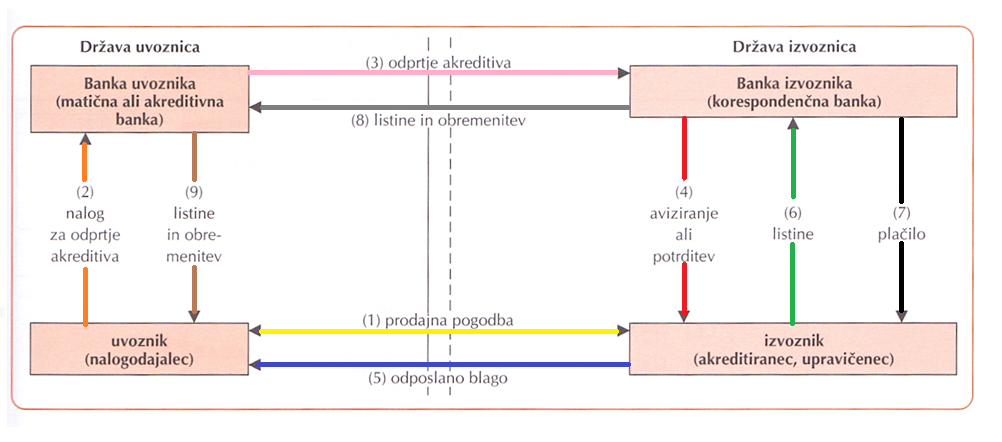 Država uvoznica
Država izvoznica
Banka uvoznika
(matična ali akreditivna
banka)
(3) odprtje akreditiva
Banka izvoznika
(korespondenčna banka)
(8) listine in obremenitev
(2)
nalog
za odprtje
akreditiva
(9)
listine
in obre-
menitev
(4)
aviziranje
ali
potrditev
(6)
listine
(7)
plačilo
(1) prodajna pogodba
uvoznik
(nalogodajalec)
izvoznik
(akreditiranec, upravičenec)
(5) odposlano blago